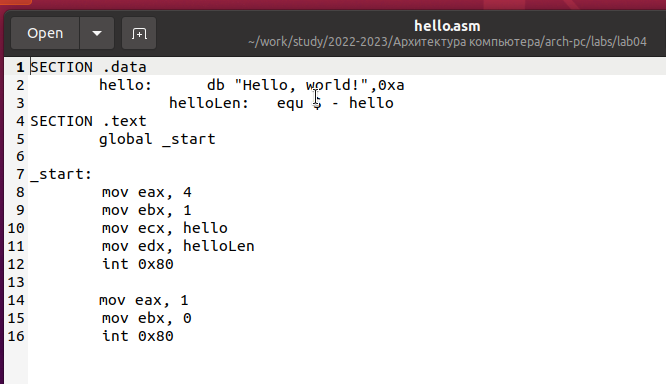 Open
hello.asm
~/work/study/2022-2023/Архитектура компьютера/arch-pc/labs/lab04
1 SECTION .data
2 hello: db "Hello, world!",0xa
3 helloLen: equ $ - hello
4 SECTION .text
5 global _start
6
7 _start:
8 mov eax, 4
9 mov ebx, 1
10 mov ecx, hello
11 mov edx, helloLen
12 int 0x80
13
14 mov eax, 1
15 mov ebx, 0
16 int 0x80